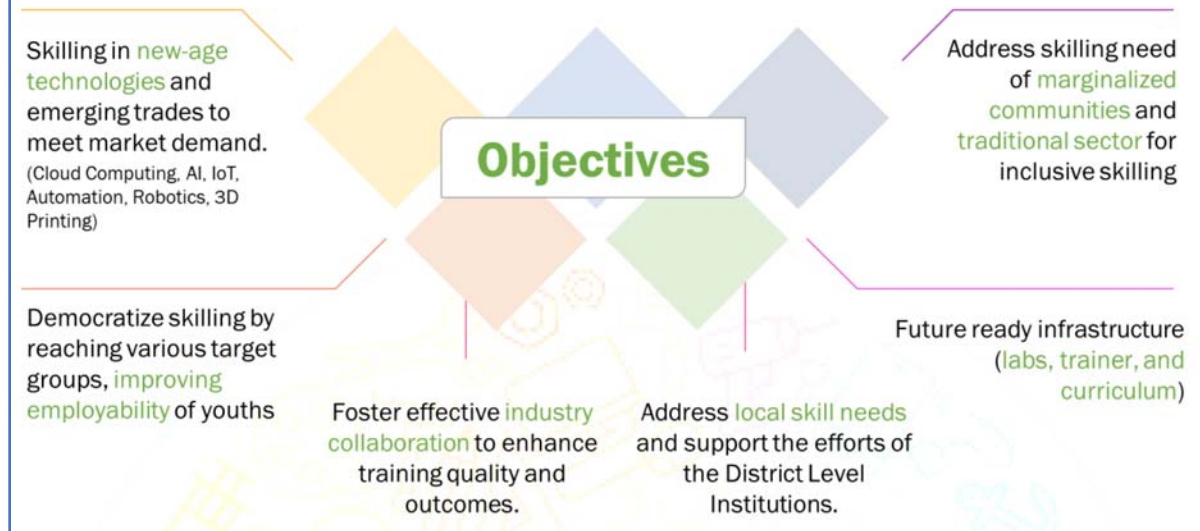 Objectives
Skilling in new-age
technologies and
emerging trades to
meet market demand.
(Cloud Computing, AI, IoT,
Automation, Robotics, 3D
Printing)
Address skilling need
of marginalized
communities and
traditional sector for
inclusive skilling
Democratize skilling by
reaching various target
groups, improving
employability of youths
Foster effective industry
collaboration to enhance
training quality and
outcomes.
Address local skill needs
and support the efforts of
the District Level
Institutions.
Future ready infrastructure
(labs, trainer, and
curriculum)